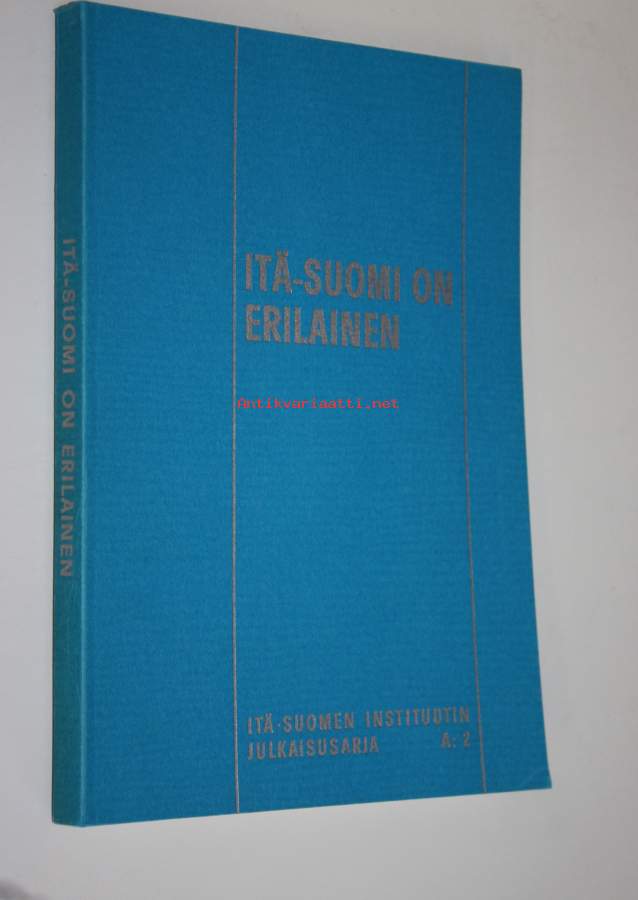 ITÄ-SUOMI ON ERILAINEN
ITÄ-SUOMI ON
ERILAINEN
Antikvariaatti.net
ITÄ-SUOMEN INSTITUUTIN
JULKAISUSARJA A: 2